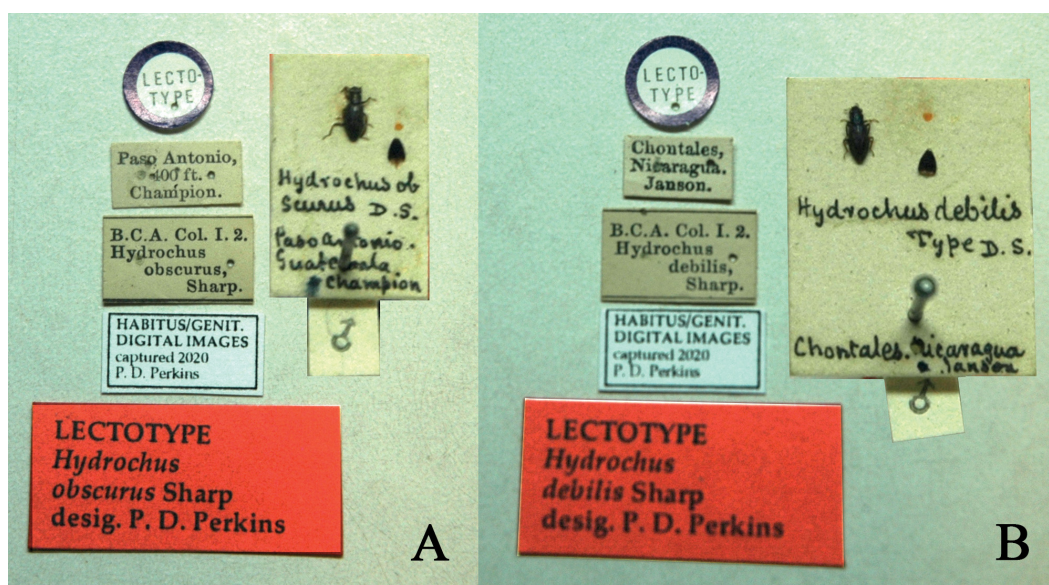 LECTO-
TYPE
Paso Antonio,
400 ft.
Champion.
B.C.A. Col. I. 2.
Hydrochus
obscurus,
Sharp.
HABITUS/GENIT.
DIGITAL IMAGES
captured 2020
P. D. Perkins
LECTOTYPE
Hydrochus
obscurus Sharp
desig. P. D. Perkins
Hydrochus ob
scurus D.S.
Paso Antonio.
Guatemala
Champion
♂
A
LECTO-
TYPE
Chontales,
Nicaragua.
Janson.
B.C.A. Col. I. 2.
Hydrochus
debilis,
Sharp.
HABITUS/GENIT.
DIGITAL IMAGES
captured 2020
P. D. Perkins
LECTOTYPE
Hydrochus
debilis Sharp
desig. P. D. Perkins
Hydrochus debilis
Type D.S.
Chontales. Nicaragua
Janson
♂
B